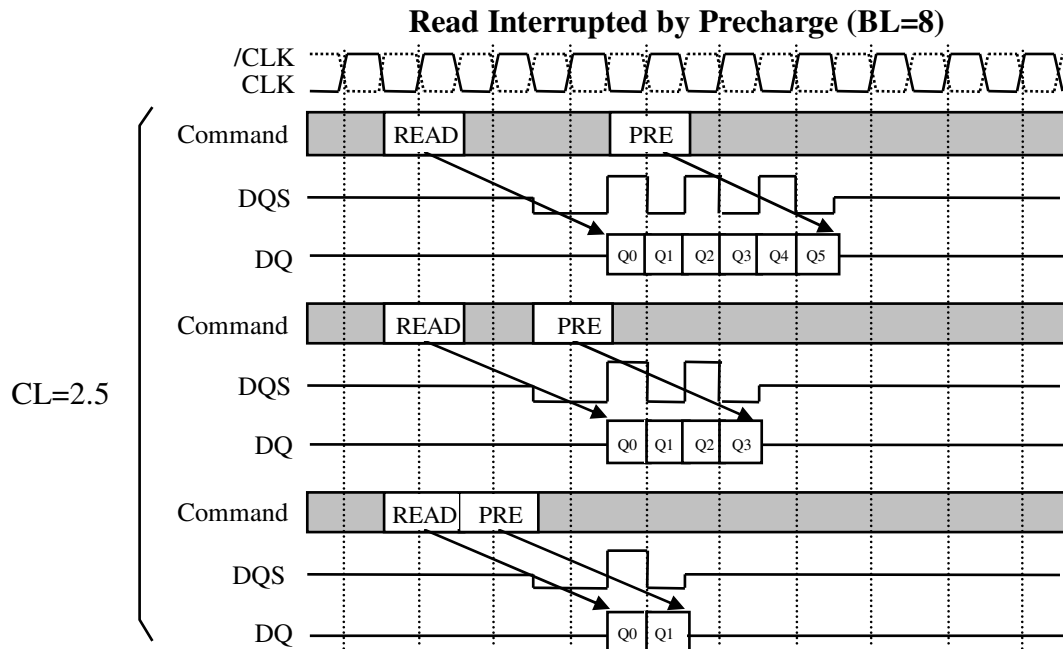 Read Interrupted by Precharge (BL=8)
/CLK
CLK
Command READ PRE
DQS
DQ Q0 Q1 Q2 Q3 Q4 Q5
Command READ PRE
CL=2.5
DQS
DQ Q0 Q1 Q2 Q3
Command READ PRE
DQS
DQ Q0 Q1